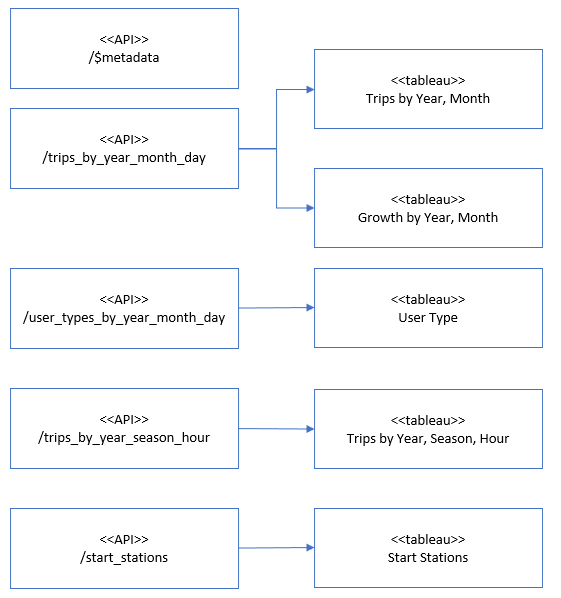 <<API>>
/$metadata
<<API>>
/trips_by_year_month_day
<<tableau>>
Trips by Year, Month
<<tableau>>
Growth by Year, Month
<<API>>
/user_types_by_year_month_day
<<tableau>>
User Type
<<API>>
/trips_by_year_season_hour
<<tableau>>
Trips by Year, Season, Hour
<<API>>
/start_stations
<<tableau>>
Start Stations